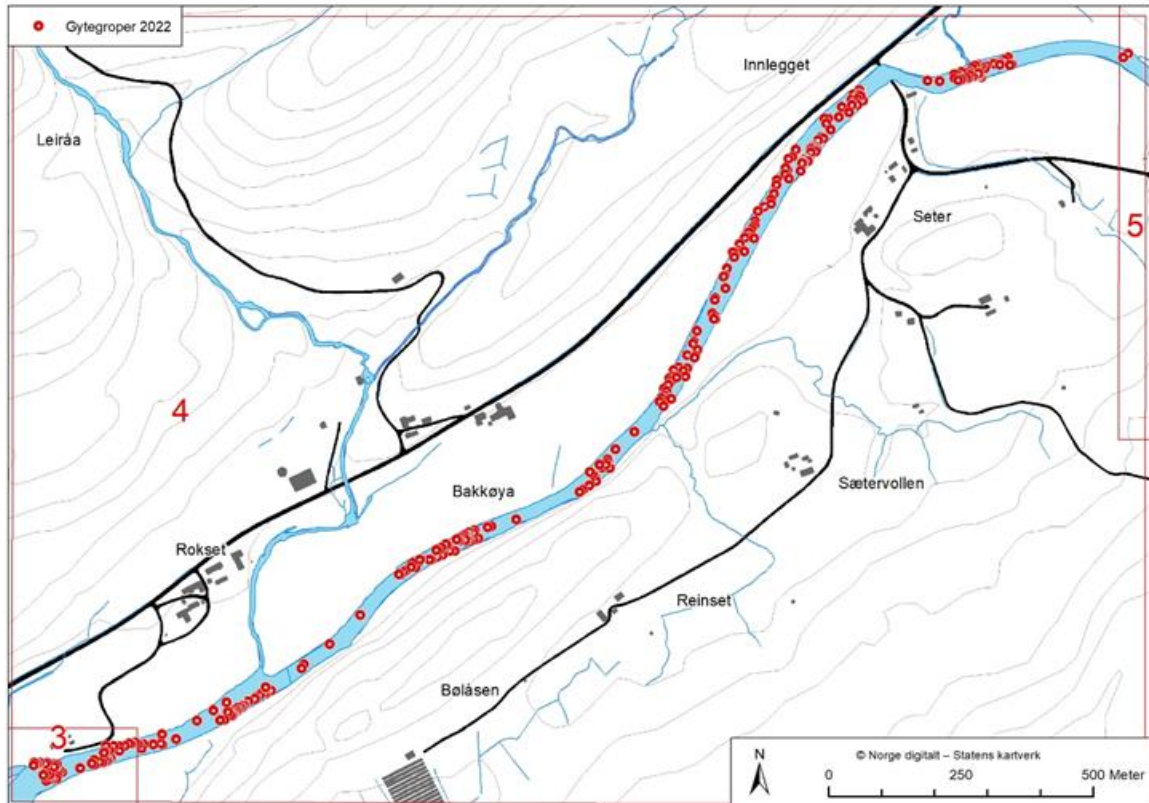 Gytegroper 2022
Innlegget
Leiråa
Seter
5
4
Bakkøya
Sætervollen
Rokset
Reinset
Bølåsen
3
N
© Norge digitalt – Statens kartverk
0 250 500 Meter